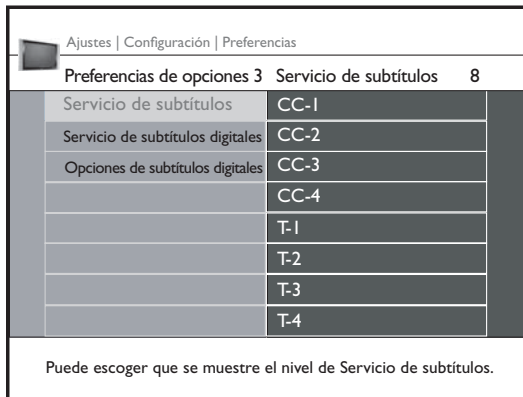 Ajustes | Configuración | Preferencias
Preferencias de opciones 3 Servicio de subtítulos 8
Servicio de subtítulos CC-1
Servicio de subtítulos digitales CC-2
Opciones de subtítulos digitales CC-3
CC-4
T-1
T-2
T-3
T-4
Puede escoger que se muestre el nivel de Servicio de subtítulos.